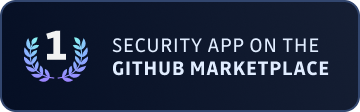 1
SECURITY APP ON THE
GITHUB MARKETPLACE